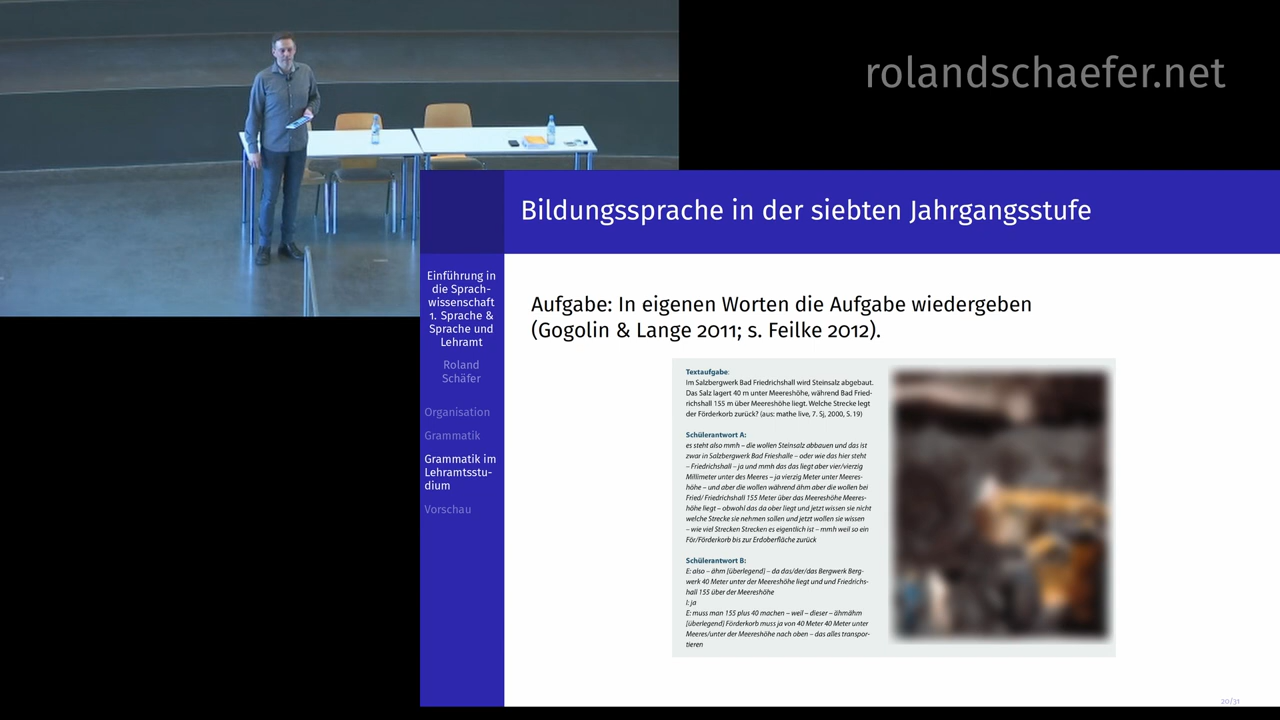 rolandschaefer.net
Bildungssprache in der siebten Jahrgangsstufe
Einführung in
die Sprach-
wissenschaft
1. Sprache &
Sprache und
Lehramt
Roland
Schäfer
Organisation
Grammatik
Grammatik im
Lehramtsstu-
dium
Vorschau
Aufgabe: In eigenen Worten die Aufgabe wiedergeben
(Gogolin & Lange 2011; s. Feilke 2012).
Textaufgabe:
Im Salzbergwerk Bad Friedrichshall wird Steinsalz abgebaut.
Das Salz lagert 40 m unter Meereshöhe, während Bad Fried-
richshall 155 m über Meereshöhe liegt. Welche Strecke legt
der Förderkorb zurück? (aus: mathe live, 7. Sj, 2000, S. 19)
Schülerantwort A:
es steht also mmh – die wollen Steinsalz abbauen und das ist
zwar in Salzbergwerk Bad Frieshalle – oder wie das hier steht
– Friedrichshall – ja und mmh das das liegt aber vier/vierzig
Millimeter unter des Meeres – ja vierzig Meter unter Meeres-
höhe – und aber die wollen während ähm aber die wollen bei
Fried/ Friedrichshall 155 Meter über das Meereshöhe Meeres-
höhe liegt – obwohl das da ober liegt und jetzt wissen sie nicht
welche Strecke sie nehmen sollen und jetzt wollen sie wissen
– wie viel Strecken Strecken es eigentlich ist – mmh weil so ein
För/Förderkorb bis zur Erdoberfläche zurück
Schülerantwort B:
E: also – ähm [überlegend] – da das/der/das Bergwerk Berg-
werk 40 Meter unter der Meereshöhe liegt und und Friedrichs-
hall 155 über der Meereshöhe
I: ja
E: muss man 155 plus 40 machen – weil – dieser – ähmähm
[überlegend] Förderkorb muss ja von 40 Meter 40 Meter unter
Meeres/unter der Meereshöhe nach oben – das alles transpor-
tieren
20/31